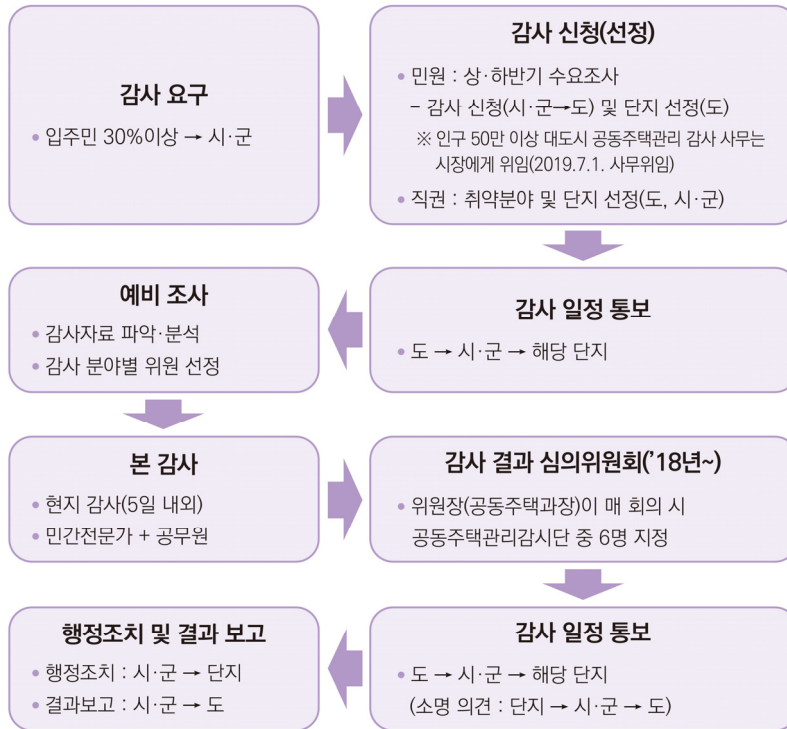 감사 요구
• 입주민 30%이상 → 시·군
감사 신청(선정)
• 민원 : 상·하반기 수요조사
– 감사 신청(시·군→도) 및 단지 선정(도)
※ 인구 50만 이상 대도시 공동주택관리 감사 사무는
시장에게 위임(2019.7.1. 사무위임)
• 직권 : 취약분야 및 단지 선정(도, 시·군)
감사 일정 통보
• 도 → 시·군 → 해당 단지
예비 조사
• 감사자료 파악·분석
• 감사 분야별 위원 선정
본 감사
• 현지 감사(5일 내외)
• 민간전문가 + 공무원
감사 결과 심의위원회(’18년~)
• 위원장(공동주택과장)이 매 회의 시
공동주택관리감시단 중 6명 지정
감사 일정 통보
• 도 → 시·군 → 해당 단지
(소명 의견 : 단지 → 시·군 → 도)
행정조치 및 결과 보고
• 행정조치 : 시·군 → 단지
• 결과보고 : 시·군 → 도